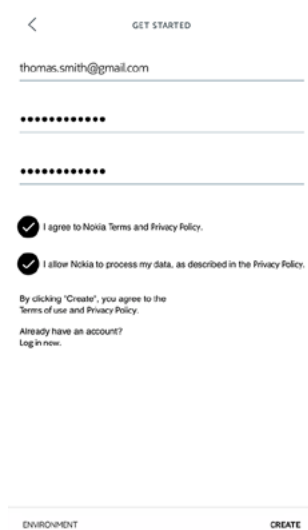 GET STARTED
thomas.smith@gmail.com
••••••••••••
••••••••••••
I agree to Nokia Terms and Privacy Policy.
I allow Nokia to process my data, as described in the Privacy Policy.
By clicking "Create", you agree to the
Terms of use and Privacy Policy.
Already have an account?
Log in now.
ENVIRONMENT CREATE